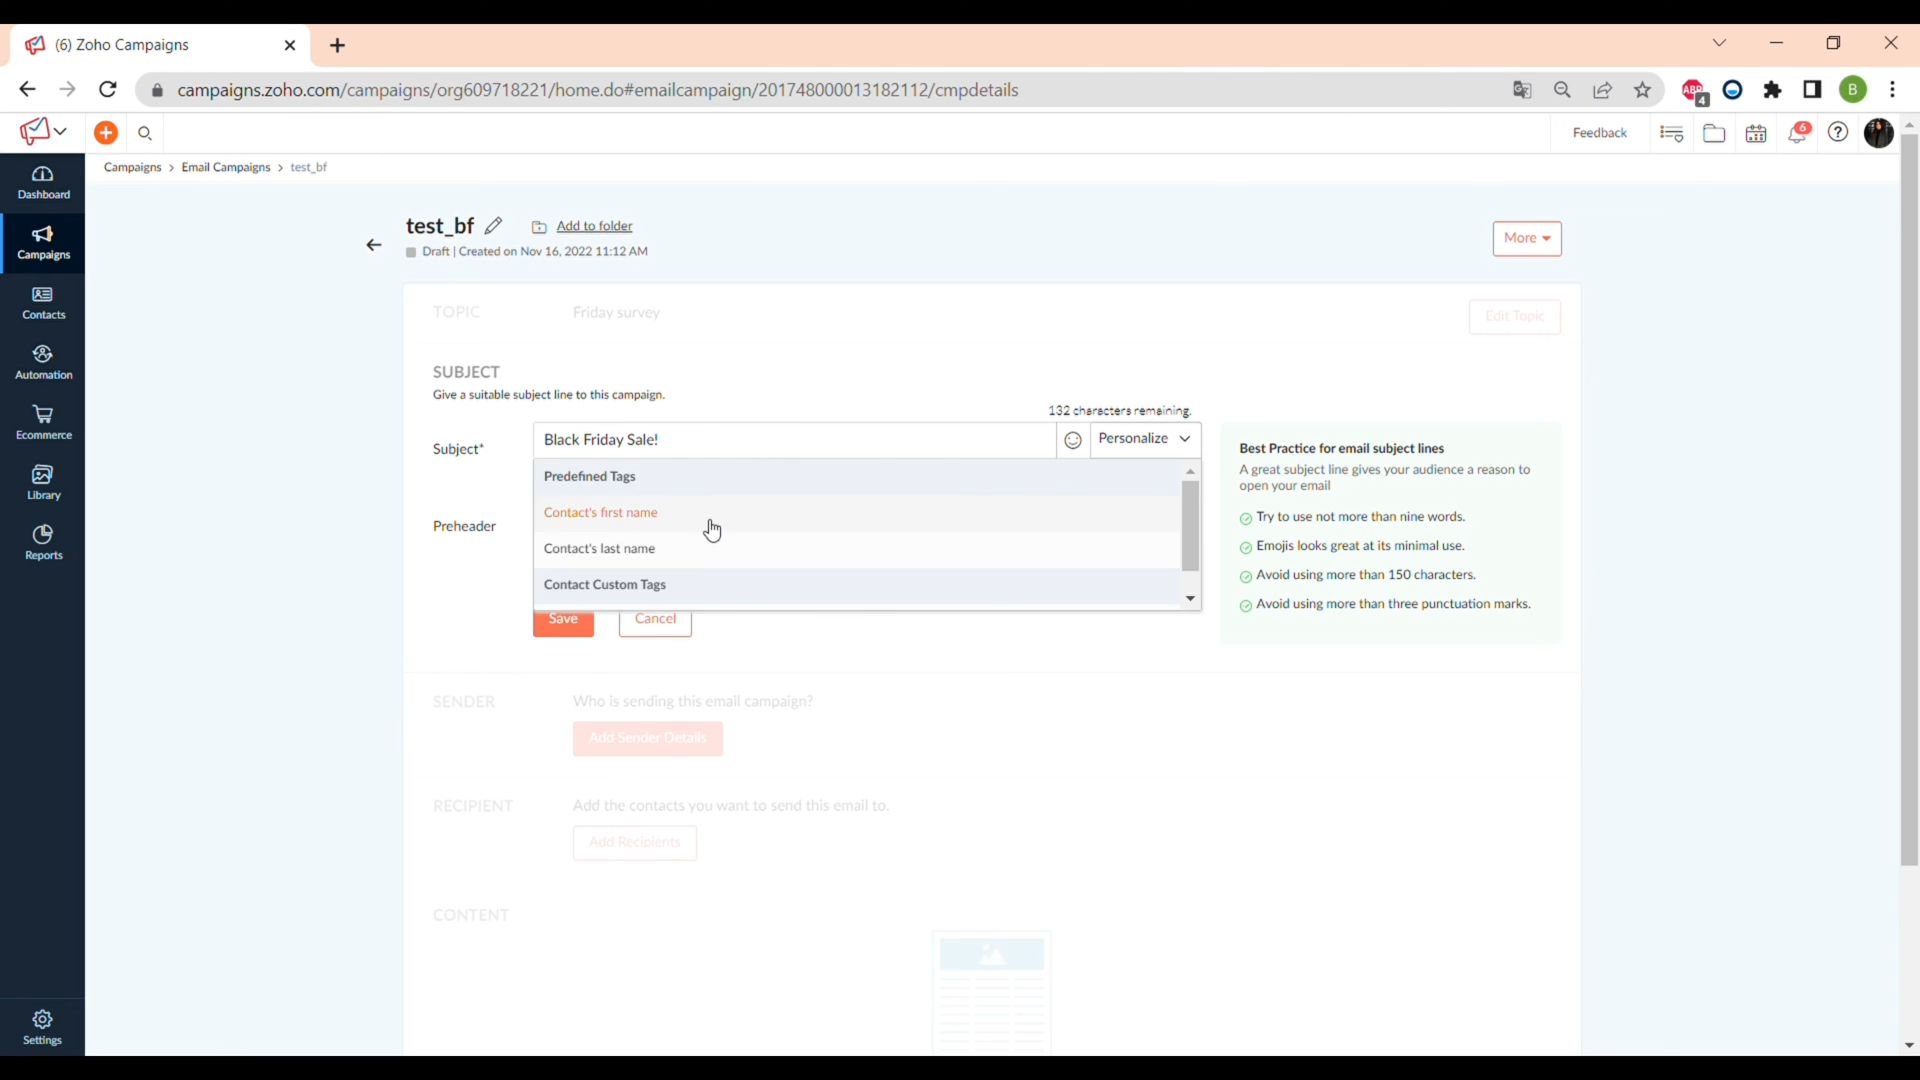 (6) Zoho Campaigns
campaigns.zoho.com/campaigns/org609718221/home.do#emailcampaign/201748000013182112/cmpdetails
ABP
4
B
Feedback
6
Dashboard
Campaigns
Contacts
Automation
Ecommerce
Library
Reports
Settings
Campaigns > Email Campaigns > test_bf
test_bf
Add to folder
Draft | Created on Nov 16, 2022 11:12 AM
More
TOPIC
Friday survey
Edit Topic
SUBJECT
Give a suitable subject line to this campaign.
132 characters remaining.
Subject*
Black Friday Sale!
Personalize
Predefined Tags
Contact's first name
Contact's last name
Contact Custom Tags
Preheader
Save
Cancel
Best Practice for email subject lines
A great subject line gives your audience a reason to
open your email
Try to use not more than nine words.
Emojis looks great at its minimal use.
Avoid using more than 150 characters.
Avoid using more than three punctuation marks.
SENDER
Who is sending this email campaign?
Add Sender Details
RECIPIENT
Add the contacts you want to send this email to.
Add Recipients
CONTENT